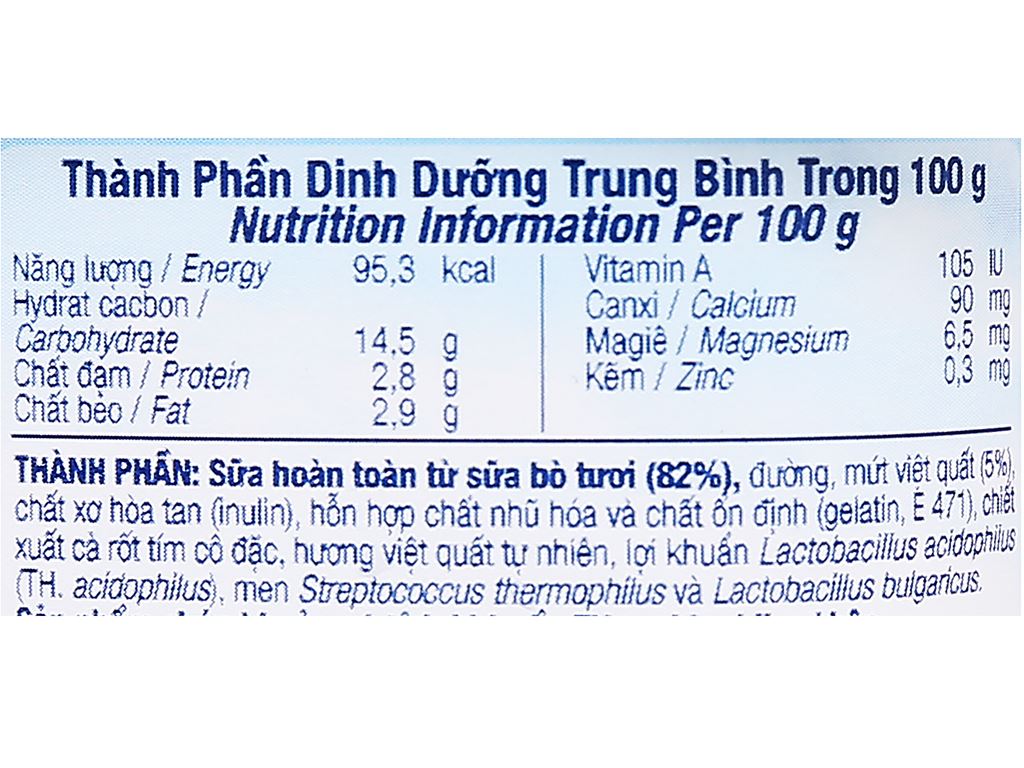 Thành Phần Dinh Dưỡng Trung Bình Trong 100 g
Nutrition Information Per 100 g
Năng lượng / Energy 95,3 kcal
Hydrat cacbon /
Carbohydrate 14,5 g
Chất đạm / Protein 2,8 g
Chất béo / Fat 2,9 g
Vitamin A 105 IU
Canxi / Calcium 90 mg
Magiê / Magnesium 6,5 mg
Kẽm / Zinc 0,3 mg
THÀNH PHẦN: Sữa hoàn toàn từ sữa bò tươi (82%), đường, mứt việt quất (5%),
chất xơ hòa tan (inulin), hỗn hợp chất nhũ hóa và chất ổn định (gelatin, E 471), chiết
xuất cà rốt tím cô đặc, hương việt quất tự nhiên, lợi khuẩn Lactobacillus acidophilus
(TH. acidophilus), men Streptococcus thermophilus và Lactobacillus bulgaricus.